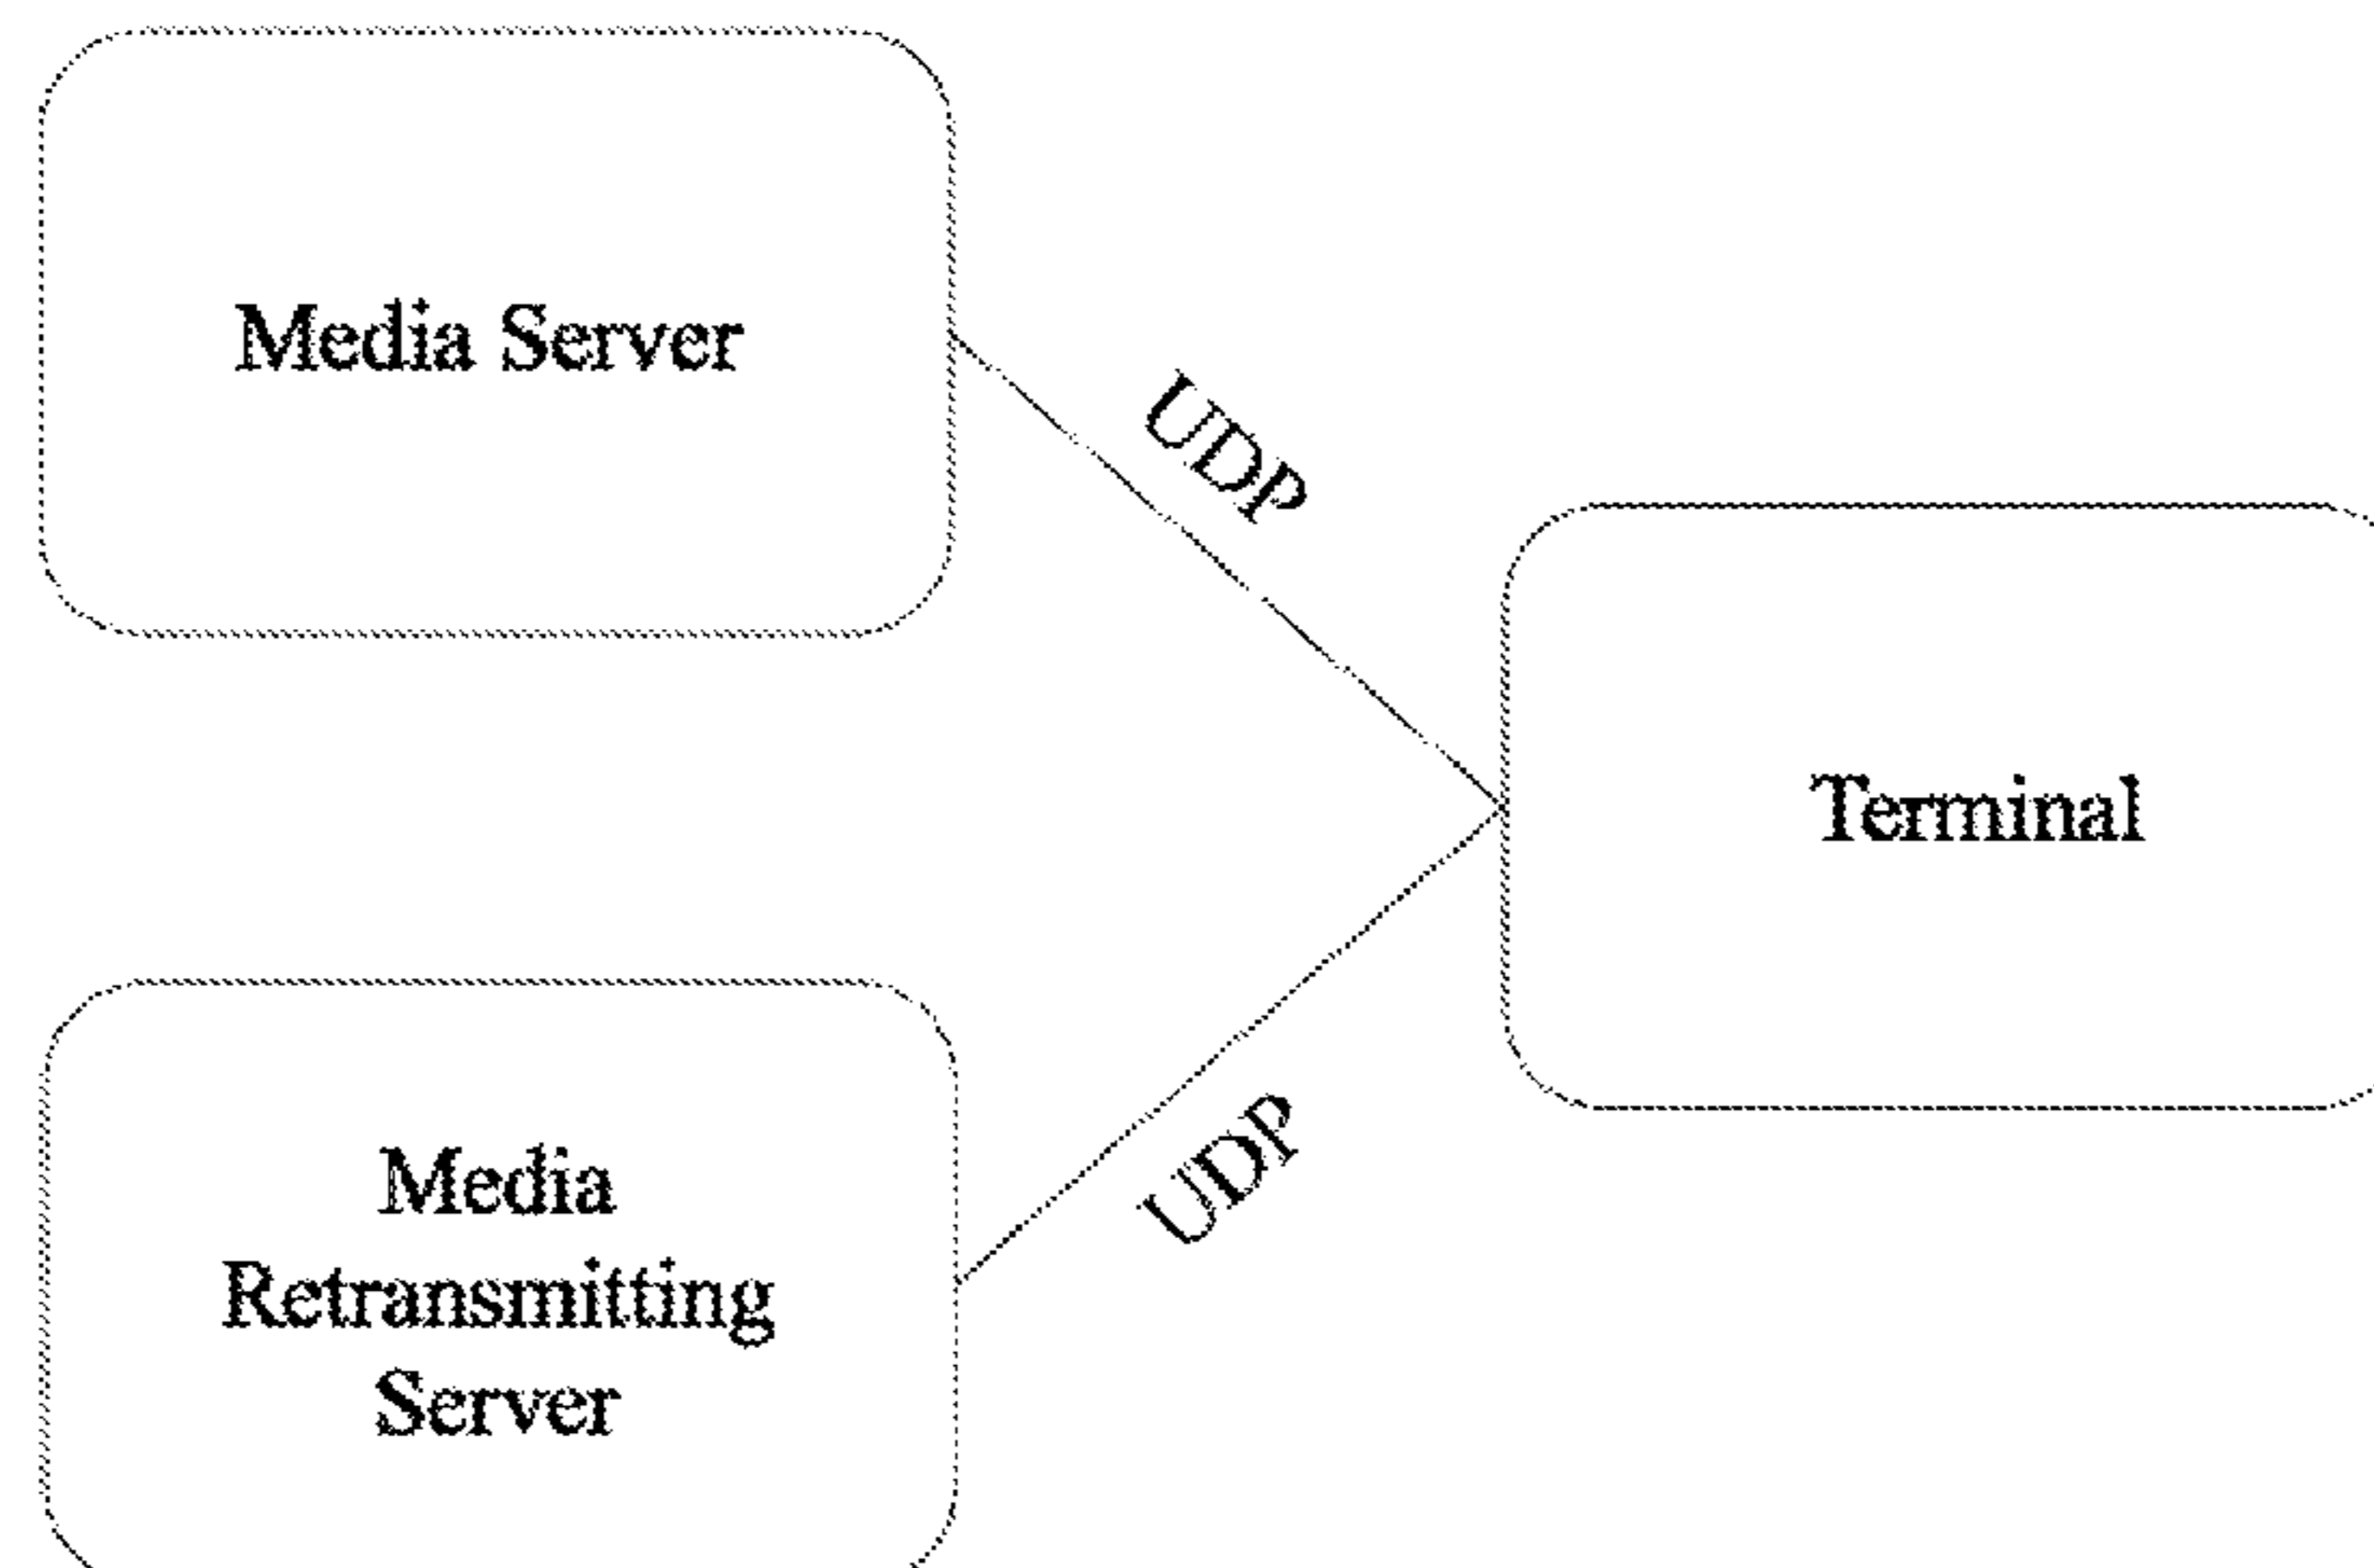 Media Server
UDP
Terminal
UDP
Media
Retransmitting
Server